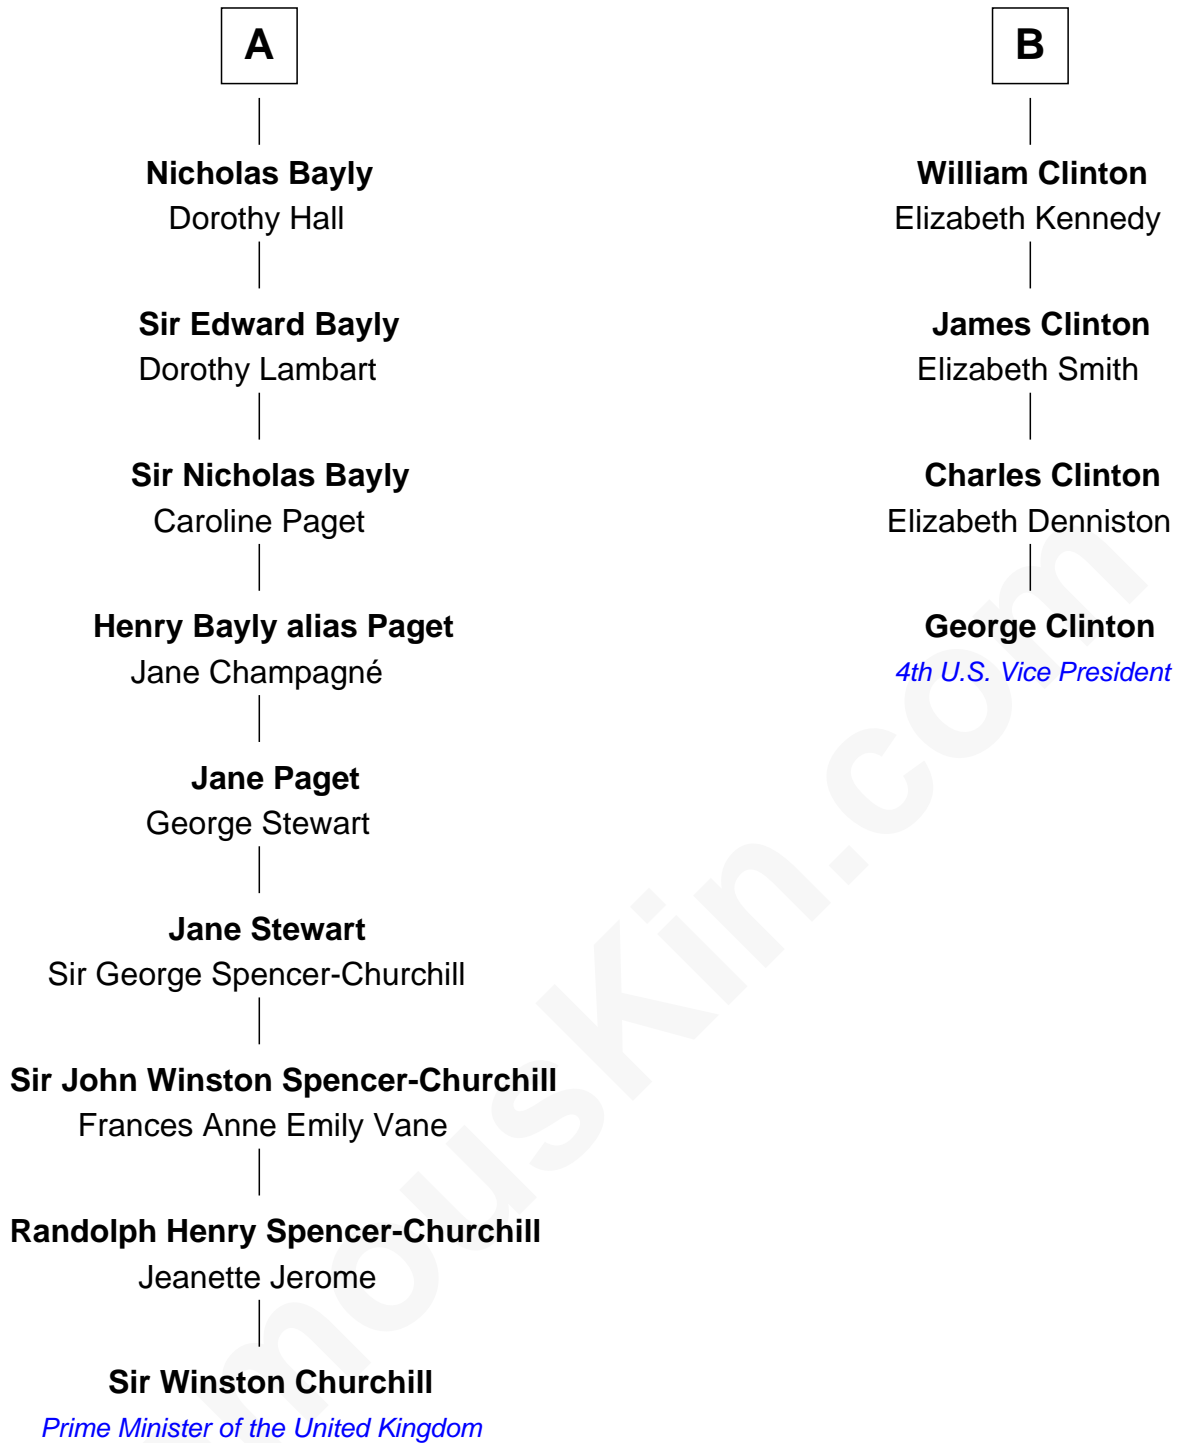 A
Nicholas Bayly
Dorothy Hall
Sir Edward Bayly
Dorothy Lambart
Sir Nicholas Bayly
Caroline Paget
Henry Bayly alias Paget
Jane Champagné
Jane Paget
George Stewart
Jane Stewart
Sir George Spencer-Churchill
Sir John Winston Spencer-Churchill
Frances Anne Emily Vane
Randolph Henry Spencer-Churchill
Jeanette Jerome
Sir Winston Churchill
Prime Minister of the United Kingdom
B
William Clinton
Elizabeth Kennedy
James Clinton
Elizabeth Smith
Charles Clinton
Elizabeth Denniston
George Clinton
4th U.S. Vice President
mousKin.com